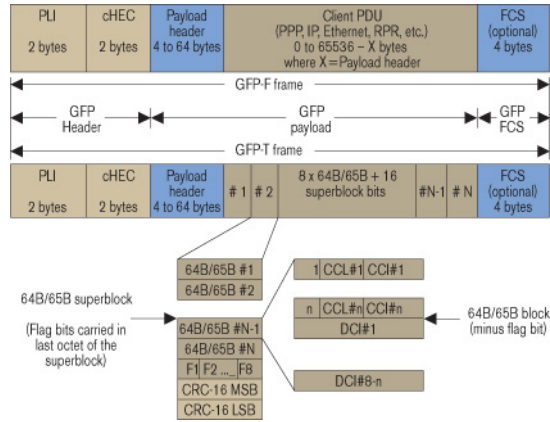 PLI
2 bytes
cHEC
2 bytes
Payload
header
4 to 64 bytes
Client PDU
(PPP, IP, Ethernet, RPR, etc.)
0 to 65536 – X bytes
where X = Payload header
FCS
(optional)
4 bytes
GFP-F frame
GFP
Header
GFP
payload
GFP
FCS
GFP-T frame
PLI
2 bytes
cHEC
2 bytes
Payload
header
4 to 64 bytes
# 1
# 2
8 x 64B/65B + 16
superblock bits
#N-1
# N
FCS
(optional)
4 bytes
64B/65B superblock
(Flag bits carried in
last octet of the
superblock)
64B/65B #1
64B/65B #2
64B/65B #N-1
64B/65B #N
F1 F2 ..._ F8
CRC-16 MSB
CRC-16 LSB
1 CCL#1 CCI#1
n CCL#n CCI#n
DCI#1
DCI#8-n
64B/65B block
(minus flag bit)